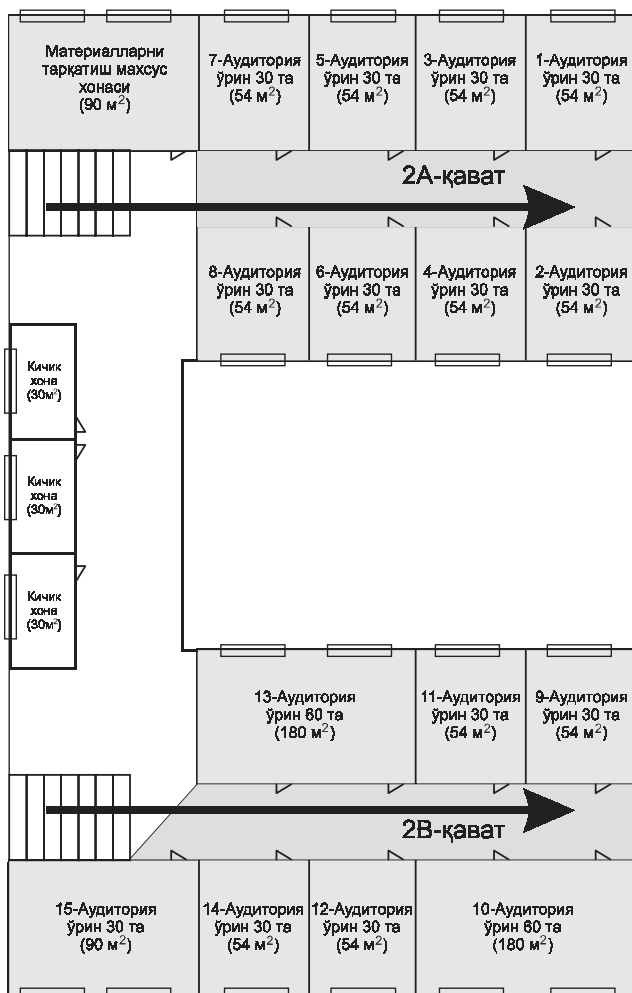 Материалларни
тарқатиш махсус
хонаси
(90 м²)
7-Аудитория
ўрин 30 та
(54 м²)
5-Аудитория
ўрин 30 та
(54 м²)
3-Аудитория
ўрин 30 та
(54 м²)
1-Аудитория
ўрин 30 та
(54 м²)
2А-қават
8-Аудитория
ўрин 30 та
(54 м²)
6-Аудитория
ўрин 30 та
(54 м²)
4-Аудитория
ўрин 30 та
(54 м²)
2-Аудитория
ўрин 30 та
(54 м²)
Кичик
хона
(30м²)
Кичик
хона
(30м²)
Кичик
хона
(30м²)
13-Аудитория
ўрин 60 та
(180 м²)
11-Аудитория
ўрин 30 та
(54 м²)
9-Аудитория
ўрин 30 та
(54 м²)
2В-қават
15-Аудитория
ўрин 30 та
(90 м²)
14-Аудитория
ўрин 30 та
(54 м²)
12-Аудитория
ўрин 30 та
(54 м²)
10-Аудитория
ўрин 60 та
(180 м²)